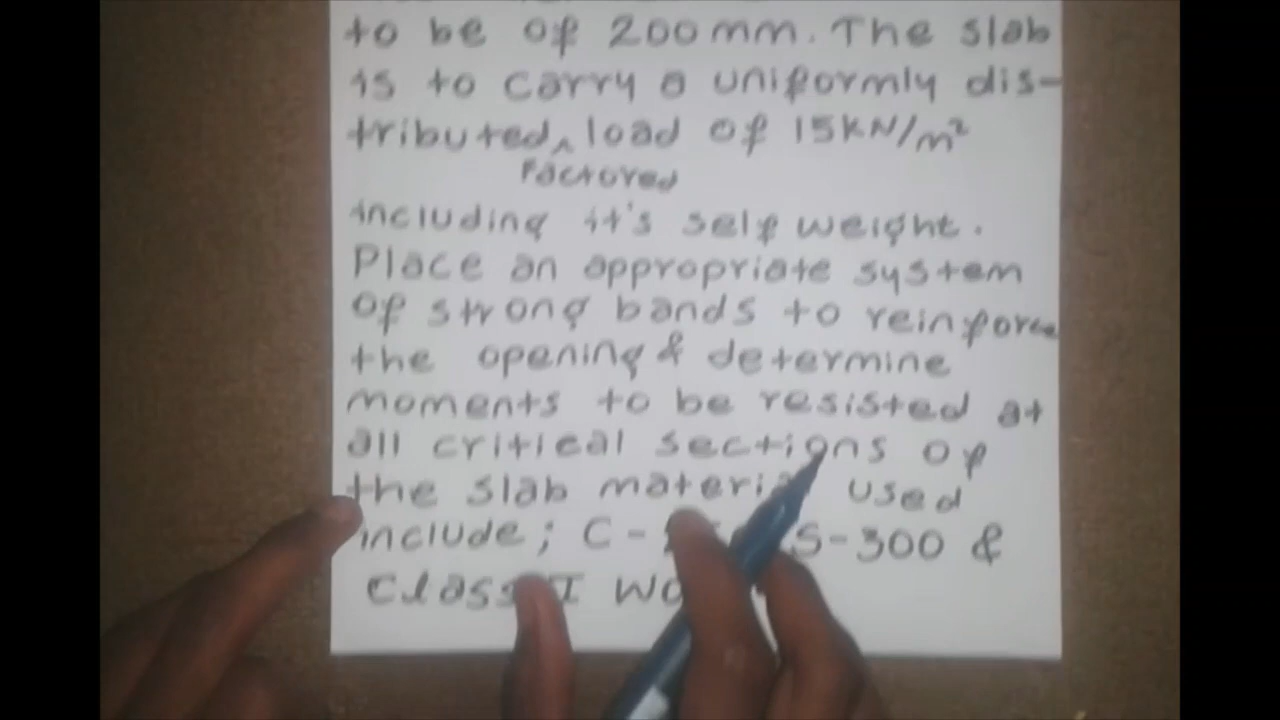 to be of 200mm. The slab
is to carry a uniformly dis-
tributed ^ load of 15KN/m²
Factored
including it's self weight.
Place an appropriate system
of strong bands to reinforce
the opening & determine
moments to be resisted at
all critical sections of
the slab used
include; C- S-300 &
Class I